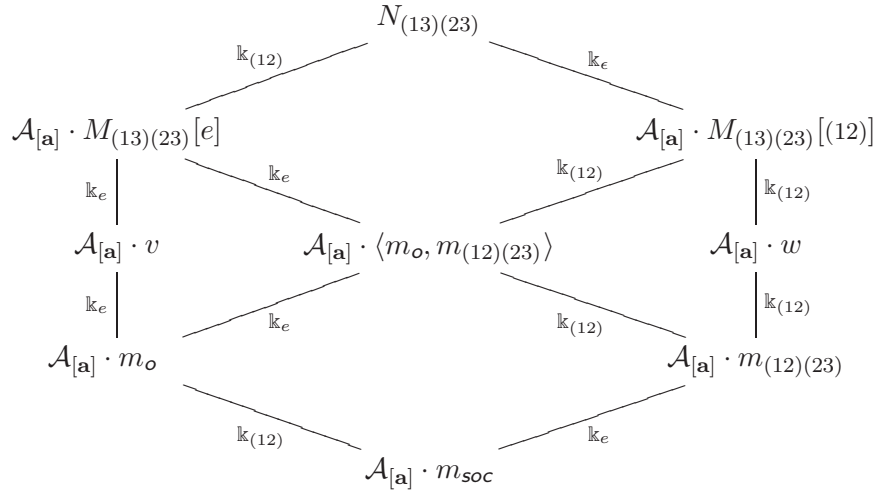 N_{(13)(23)}
𝕜_{(12)} 𝕜_ϵ
𝒜_{[𝐚]} · M_{(13)(23)}[e] 𝒜_{[𝐚]} · M_{(13)(23)}[(12)]
𝕜_e 𝕜_e 𝕜_{(12)} 𝕜_{(12)}
𝒜_{[𝐚]} · v 𝒜_{[𝐚]} · ⟨m_o, m_{(12)(23)}⟩ 𝒜_{[𝐚]} · w
𝕜_e 𝕜_e 𝕜_{(12)} 𝕜_{(12)}
𝒜_{[𝐚]} · m_o 𝒜_{[𝐚]} · m_{(12)(23)}
𝕜_{(12)} 𝕜_e
𝒜_{[𝐚]} · m_{soc}